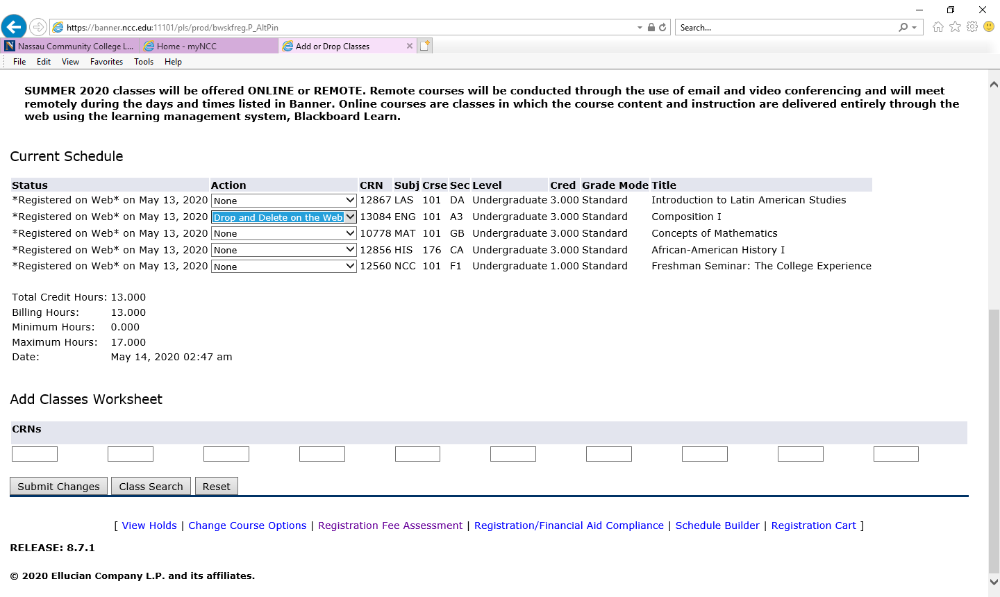 https://banner.ncc.edu:11101/pls/prod/bwskfreg.P_AltPin
Search...
Nassau Community College L...
Home - myNCC
Add or Drop Classes
File Edit View Favorites Tools Help
SUMMER 2020 classes will be offered ONLINE or REMOTE. Remote courses will be conducted through the use of email and video conferencing and will meet
remotely during the days and times listed in Banner. Online courses are classes in which the course content and instruction are delivered entirely through the
web using the learning management system, Blackboard Learn.
Current Schedule
Status Action CRN Subj Crse Sec Level Cred Grade Mode Title
*Registered on Web* on May 13, 2020 None 12867 LAS 101 DA Undergraduate 3.000 Standard Introduction to Latin American Studies
*Registered on Web* on May 13, 2020 Drop and Delete on the Web 13084 ENG 101 A3 Undergraduate 3.000 Standard Composition I
*Registered on Web* on May 13, 2020 None 10778 MAT 101 GB Undergraduate 3.000 Standard Concepts of Mathematics
*Registered on Web* on May 13, 2020 None 12856 HIS 176 CA Undergraduate 3.000 Standard African-American History I
*Registered on Web* on May 13, 2020 None 12560 NCC 101 F1 Undergraduate 1.000 Standard Freshman Seminar: The College Experience
Total Credit Hours: 13.000
Billing Hours: 13.000
Minimum Hours: 0.000
Maximum Hours: 17.000
Date: May 14, 2020 02:47 am
Add Classes Worksheet
CRNs
Submit Changes Class Search Reset
[ View Holds | Change Course Options | Registration Fee Assessment | Registration/Financial Aid Compliance | Schedule Builder | Registration Cart ]
RELEASE: 8.7.1
© 2020 Ellucian Company L.P. and its affiliates.